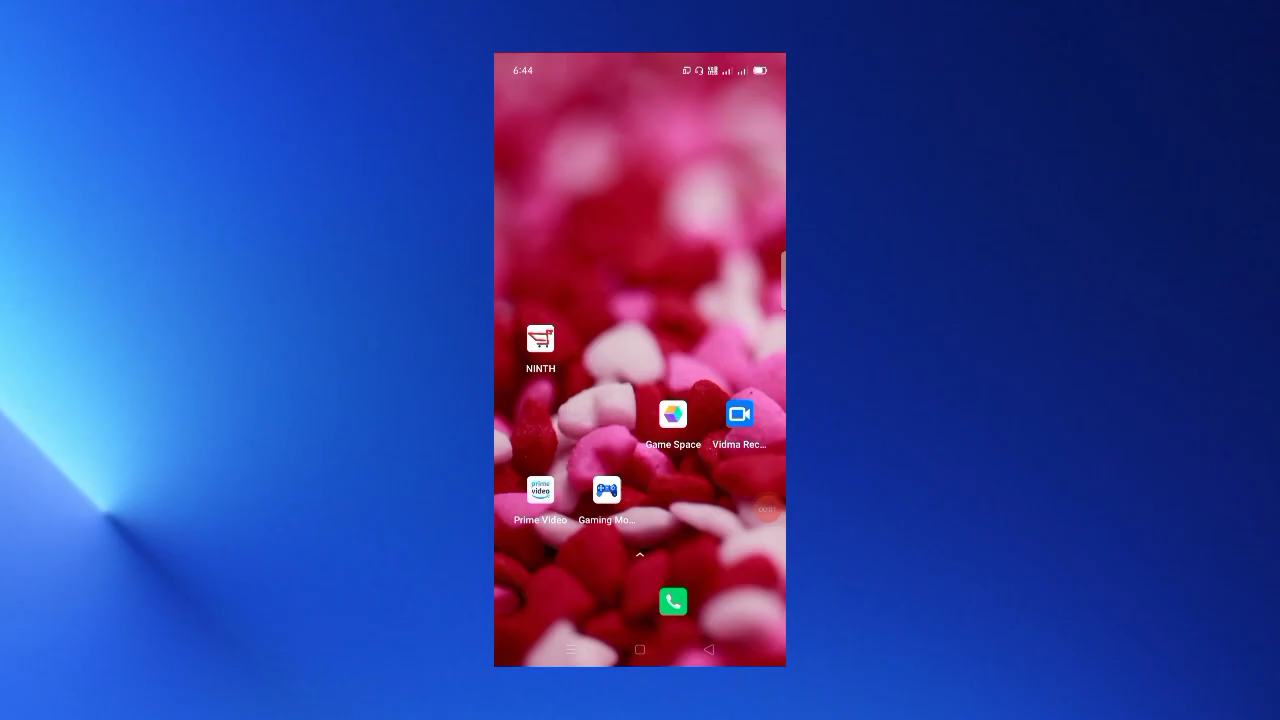 6:44
NINTH
Game Space
Vidma Rec...
prime
video
Prime Video
Gaming Mo...